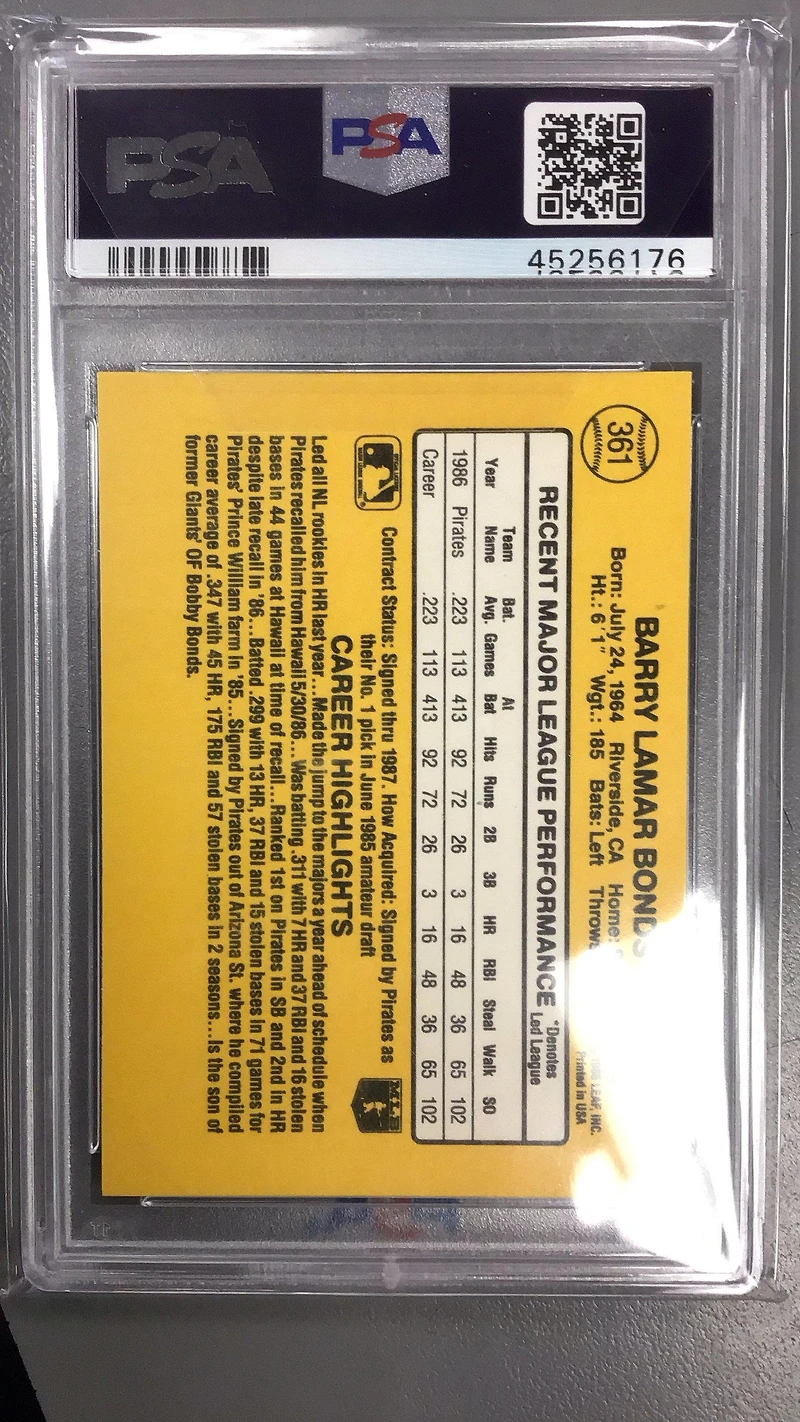 PSA
PSA
45256176
361
BARRY LAMAR BONDS
Born: July 24, 1964 Riverside, CA Home:
Ht.: 6'1" Wgt.: 185 Bats: Left Throws
LEAF, INC.
Printed in USA
RECENT MAJOR LEAGUE PERFORMANCE
*Denotes
Led League
Year Team Name Bat. Avg. Games At Bat Hits Runs 2B 3B HR RBI Steal Walk SO
1986 Pirates .223 113 413 92 72 26 3 16 48 36 65 102
Career .223 113 413 92 72 26 3 16 48 36 65 102
Contract Status: Signed thru 1987. How Acquired: Signed by Pirates as
their No. 1 pick in June 1985 amateur draft
MLB
CAREER HIGHLIGHTS
Led all NL rookies in HR last year...Made the jump to the majors a year ahead of schedule when
Pirates recalled him from Hawaii 5/30/86...Was batting .311 with 7 HR and 37 RBI and 16 stolen
bases in 44 games at Hawaii at time of recall...Ranked 1st on Pirates in SB and 2nd in HR
despite late recall in '86...Batted .299 with 13 HR, 37 RBI and 15 stolen bases in 71 games for
Pirates' Prince William farm in '85...Signed by Pirates out of Arizona St. where he compiled
career average of .347 with 45 HR, 175 RBI and 57 stolen bases in 2 seasons...Is the son of
former Giants' OF Bobby Bonds.